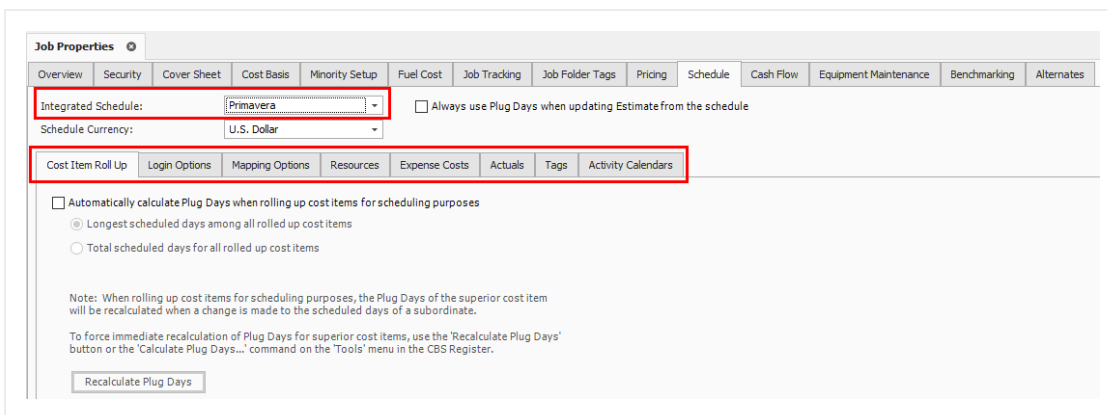 Job Properties
Overview Security Cover Sheet Cost Basis Minority Setup Fuel Cost Job Tracking Job Folder Tags Pricing Schedule Cash Flow Equipment Maintenance Benchmarking Alternates
Integrated Schedule: Primavera Always use Plug Days when updating Estimate from the schedule
Schedule Currency: U.S. Dollar
Cost Item Roll Up Login Options Mapping Options Resources Expense Costs Actuals Tags Activity Calendars
Automatically calculate Plug Days when rolling up cost items for scheduling purposes
Longest scheduled days among all rolled up cost items
Total scheduled days for all rolled up cost items
Note: When rolling up cost items for scheduling purposes, the Plug Days of the superior cost item
will be recalculated when a change is made to the scheduled days of a subordinate.
To force immediate recalculation of Plug Days for superior cost items, use the 'Recalculate Plug Days'
button or the 'Calculate Plug Days...' command on the 'Tools' menu in the CBS Register.
Recalculate Plug Days